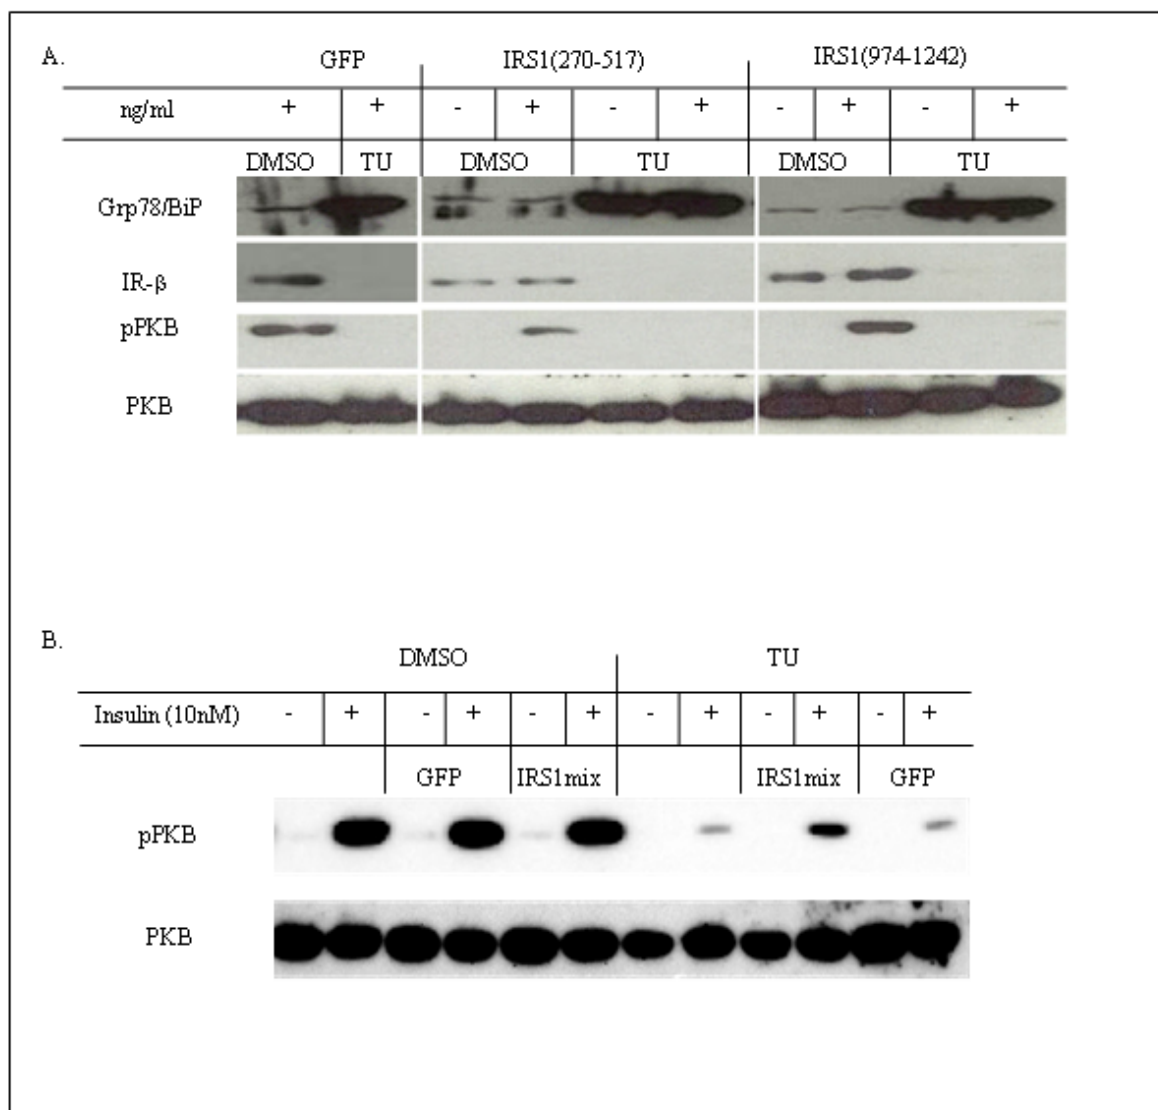 A.
GFP IRS1(270-517) IRS1(974-1242)
ng/ml + + - + - + - + - +
DMSO TU DMSO TU DMSO TU
Grp78/BiP
IR-β
pPKB
PKB
B.
DMSO TU
Insulin (10nM) - + - + - + - + - + - +
GFP IRS1mix IRS1mix GFP
pPKB
PKB